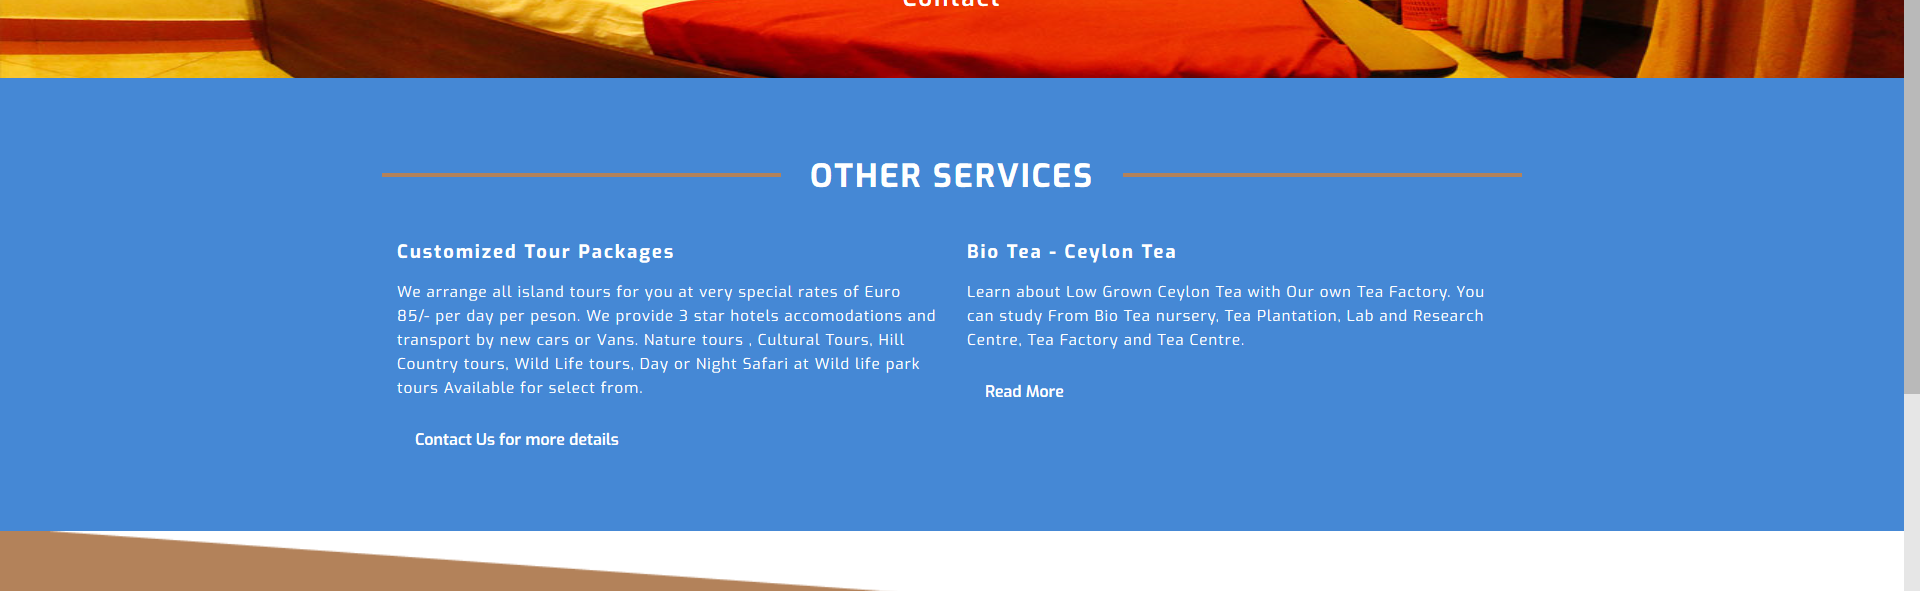 Contact
OTHER SERVICES
Customized Tour Packages
We arrange all island tours for you at very special rates of Euro
85/- per day per peson. We provide 3 star hotels accomodations and
transport by new cars or Vans. Nature tours , Cultural Tours, Hill
Country tours, Wild Life tours, Day or Night Safari at Wild life park
tours Available for select from.
Contact Us for more details
Bio Tea - Ceylon Tea
Learn about Low Grown Ceylon Tea with Our own Tea Factory. You
can study From Bio Tea nursery, Tea Plantation, Lab and Research
Centre, Tea Factory and Tea Centre.
Read More